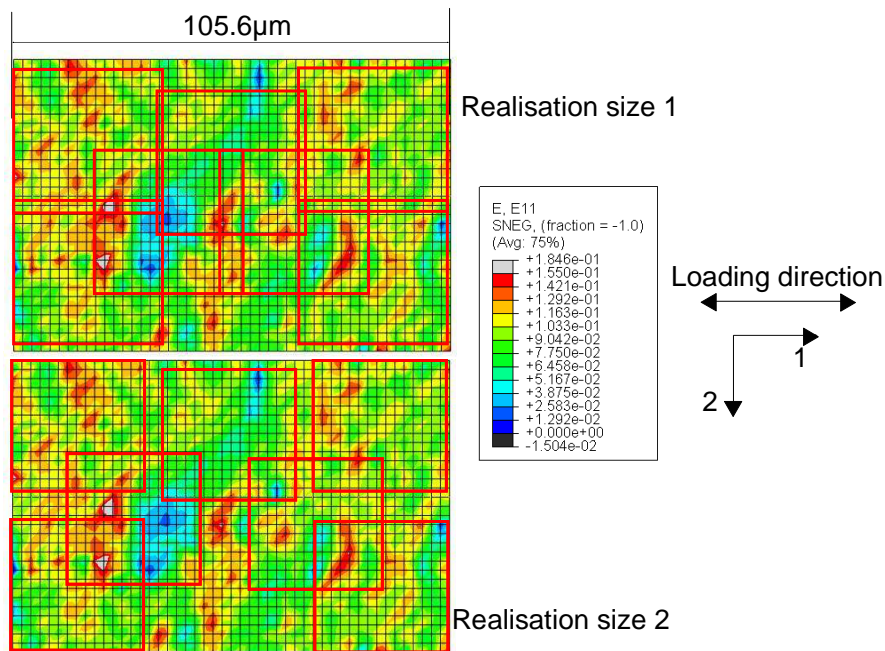 105.6µm
Realisation size 1
E, E11
SNEG, (fraction = -1.0)
(Avg: 75%)
+1.846e-01
+1.550e-01
+1.421e-01
+1.292e-01
+1.163e-01
+1.033e-01
+9.042e-02
+7.750e-02
+6.458e-02
+5.167e-02
+3.875e-02
+2.583e-02
+1.292e-02
+0.000e+00
-1.504e-02
Loading direction
1
2
Realisation size 2